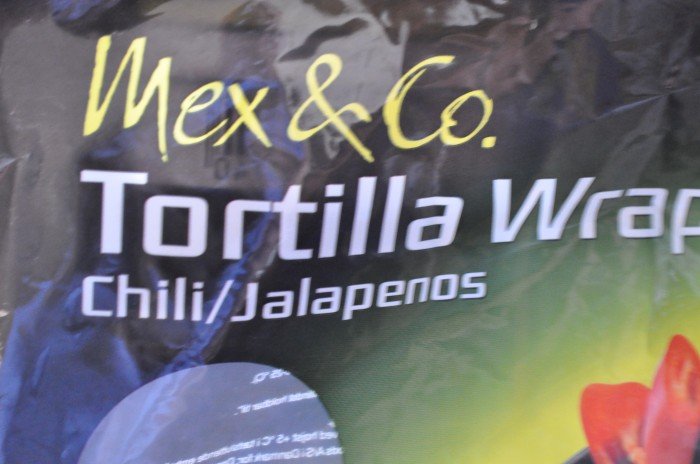 Mex & Co.
Tortilla Wrap
Chili/Jalapenos